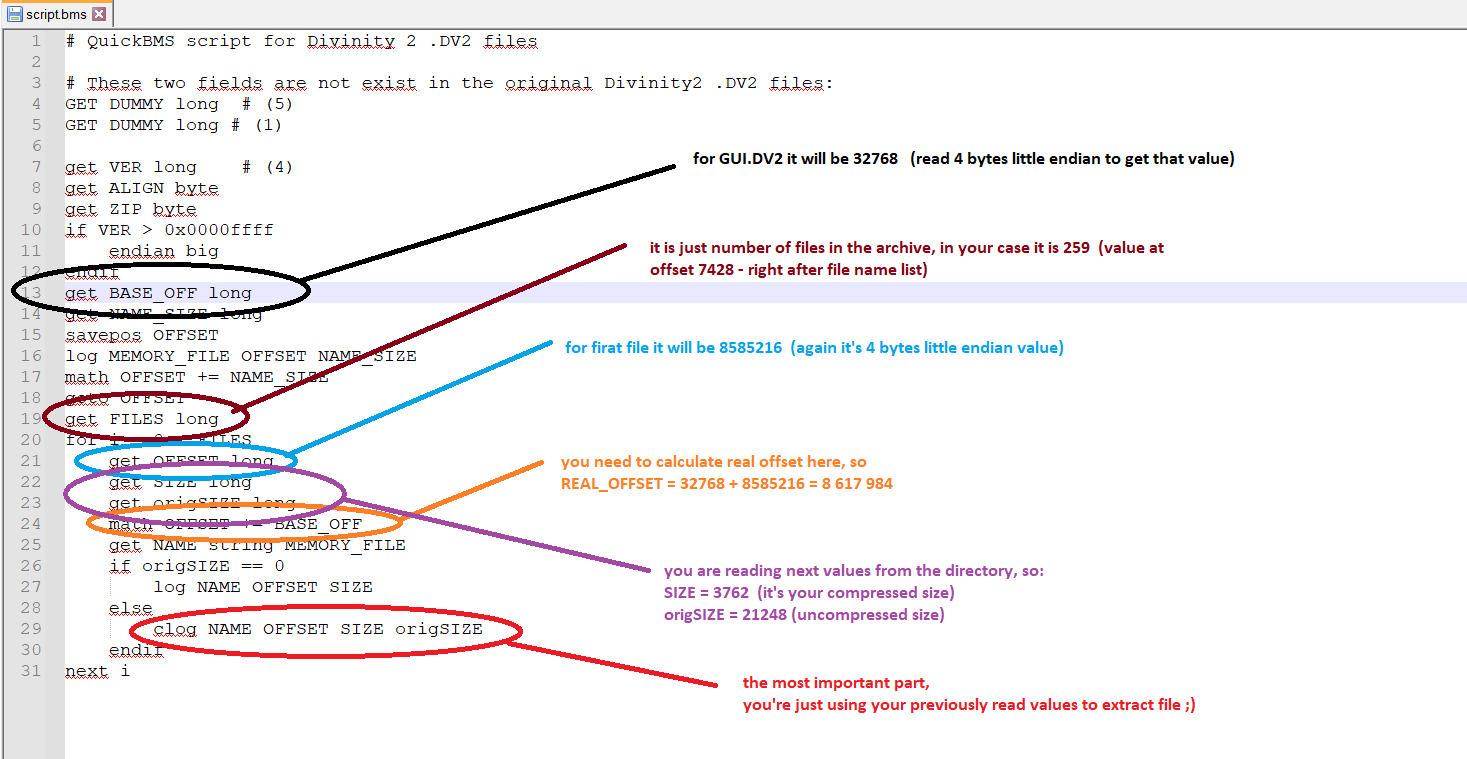 script.bms
1 # QuickBMS script for Divinity 2 .DV2 files
2
3 # These two fields are not exist in the original Divinity2 .DV2 files:
4 GET DUMMY long # (5)
5 GET DUMMY long # (1)
6
7 get VER long # (4)
8 get ALIGN byte
9 get ZIP byte
10 if VER > 0x0000ffff
11 endian big
12 endif
13 get BASE_OFF long
14 get NAME_SIZE long
15 savepos OFFSET
16 log MEMORY_FILE OFFSET NAME_SIZE
17 math OFFSET += NAME_SIZE
18 goto OFFSET
19 get FILES long
20 for i = 0 < FILES
21 get OFFSET long
22 get SIZE long
23 get origSIZE long
24 math OFFSET += BASE_OFF
25 get NAME string MEMORY_FILE
26 if origSIZE == 0
27 log NAME OFFSET SIZE
28 else
29 clog NAME OFFSET SIZE origSIZE
30 endif
31 next i
for GUI.DV2 it will be 32768 (read 4 bytes little endian to get that value)
it is just number of files in the archive, in your case it is 259 (value at
offset 7428 - right after file name list)
for firat file it will be 8585216 (again it's 4 bytes little endian value)
you need to calculate real offset here, so
REAL_OFFSET = 32768 + 8585216 = 8 617 984
you are reading next values from the directory, so:
SIZE = 3762 (it's your compressed size)
origSIZE = 21248 (uncompressed size)
the most important part,
you're just using your previously read values to extract file ;)